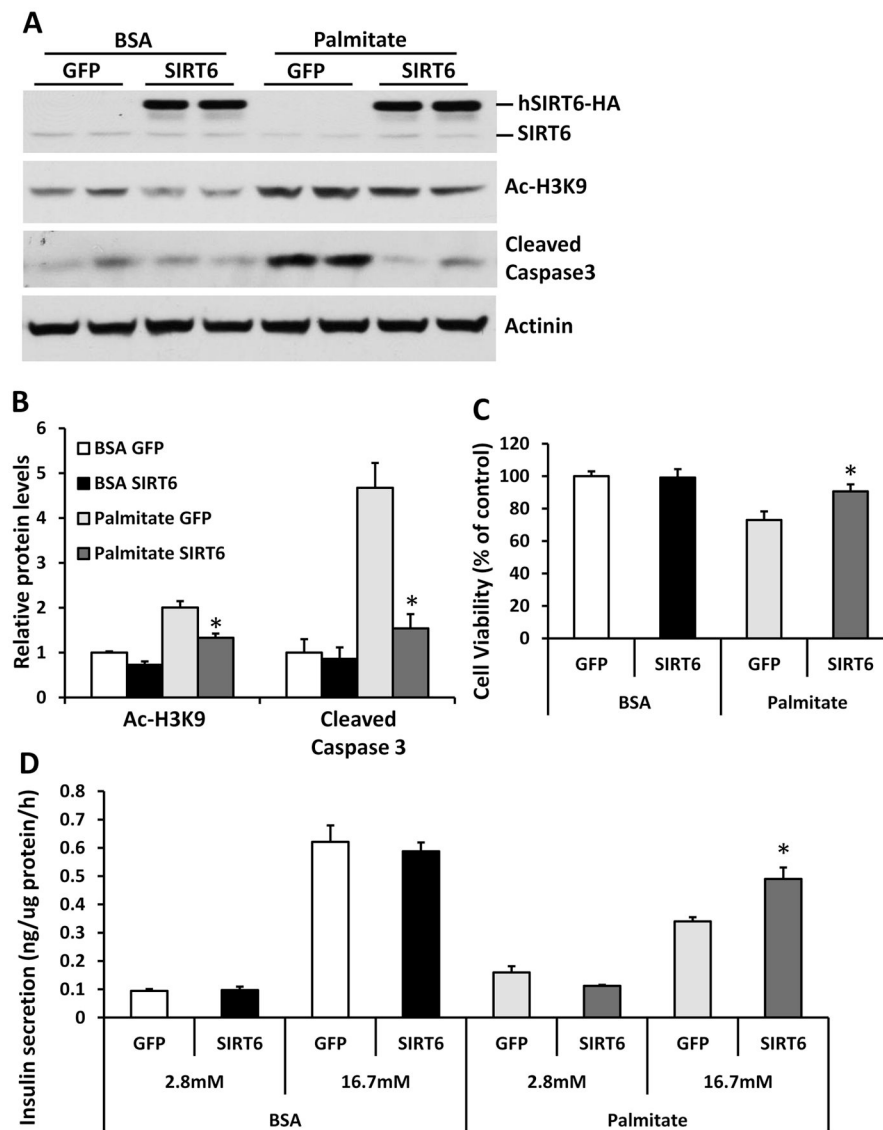 A
BSA Palmitate
GFP SIRT6 GFP SIRT6
hSIRT6-HA
SIRT6
Ac-H3K9
Cleaved
Caspase3
Actinin
B
Relative protein levels
6
5
4
3
2
1
0
BSA GFP
BSA SIRT6
Palmitate GFP
Palmitate SIRT6
* *
Ac-H3K9 Cleaved
Caspase 3
C
Cell Viability (% of control)
120
100
80
60
40
20
0
*
GFP SIRT6 GFP SIRT6
BSA Palmitate
D
Insulin secretion (ng/ug protein/h)
0.8
0.7
0.6
0.5
0.4
0.3
0.2
0.1
0
*
GFP SIRT6 GFP SIRT6 GFP SIRT6 GFP SIRT6
2.8mM 16.7mM 2.8mM 16.7mM
BSA Palmitate